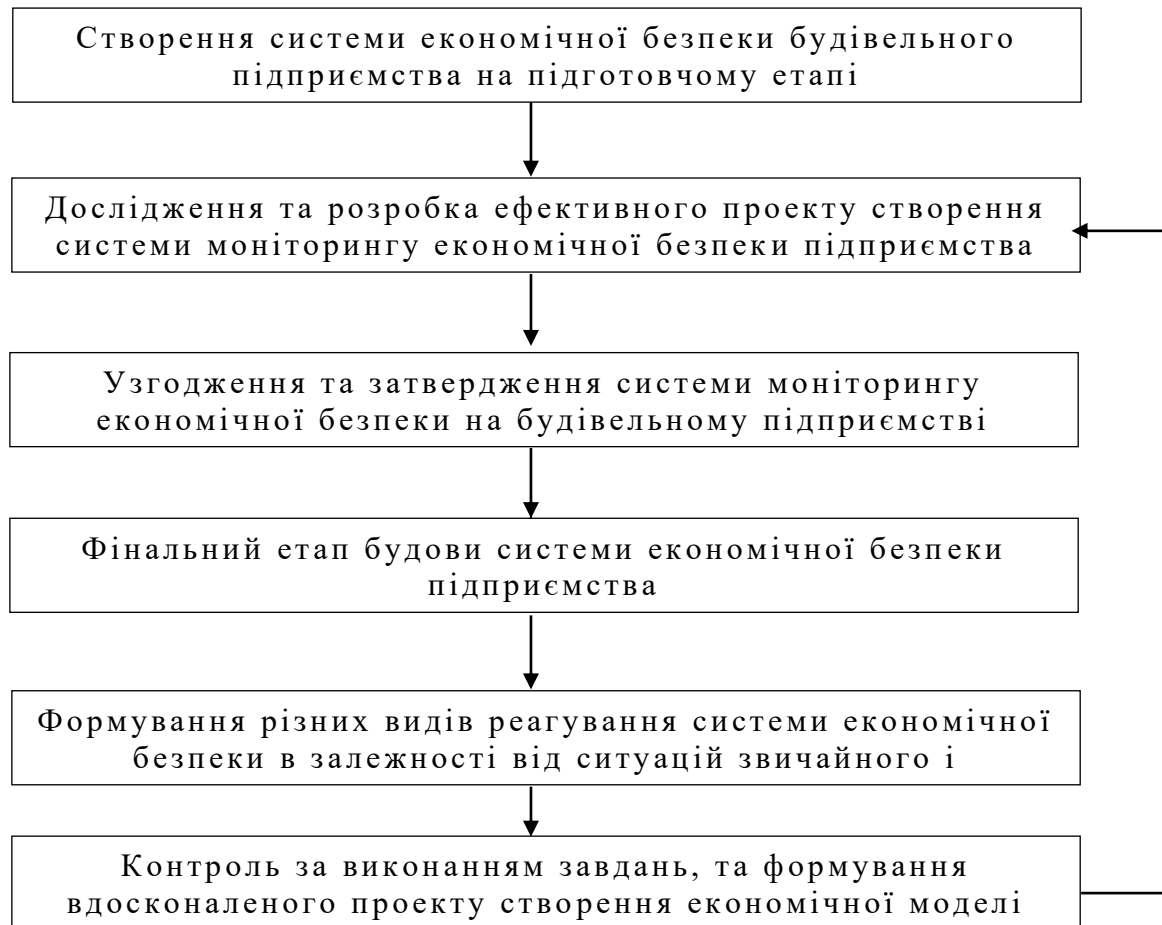 Створення системи економічної безпеки будівельного
підприємства на підготовчому етапі
Дослідження та розробка ефективного проекту створення
системи моніторингу економічної безпеки підприємства
Узгодження та затвердження системи моніторингу
економічної безпеки на будівельному підприємстві
Фінальний етап будови системи економічної безпеки
підприємства
Формування різних видів реагування системи економічної
безпеки в залежності від ситуацій звичайного і
Контроль за виконанням завдань, та формування
вдосконаленого проекту створення економічної моделі